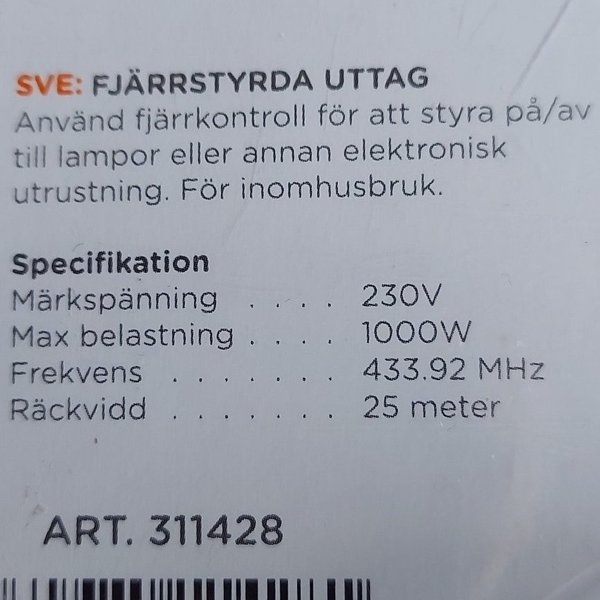 SVE: FJÄRRSTYRDA UTTAG
Använd fjärrkontroll för att styra på/av
till lampor eller annan elektronisk
utrustning. För inomhusbruk.
Specifikation
Märkspänning . . . . 230V
Max belastning . . . . 1000W
Frekvens . . . . . . . 433.92 MHz
Räckvidd . . . . . . . 25 meter
ART. 311428